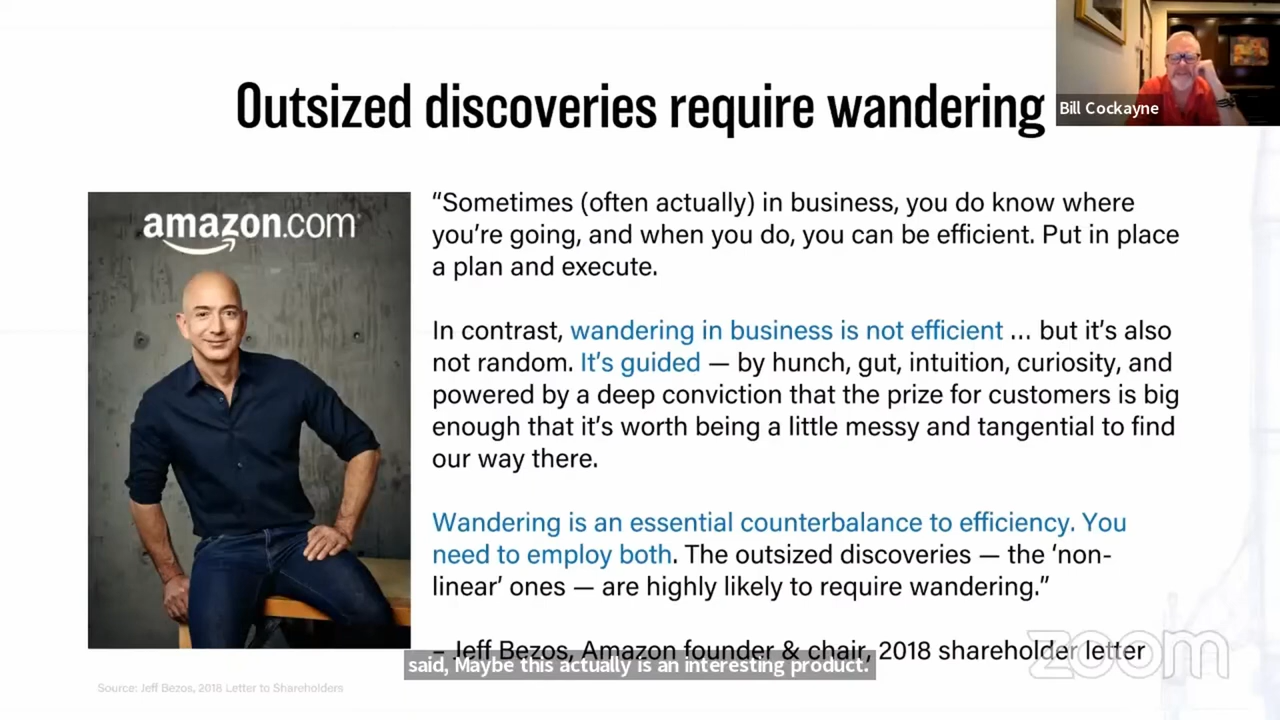 Outsized discoveries require wandering
Bill Cockayne
amazon.com
“Sometimes (often actually) in business, you do know where
you’re going, and when you do, you can be efficient. Put in place
a plan and execute.
In contrast, wandering in business is not efficient … but it’s also
not random. It’s guided — by hunch, gut, intuition, curiosity, and
powered by a deep conviction that the prize for customers is big
enough that it’s worth being a little messy and tangential to find
our way there.
Wandering is an essential counterbalance to efficiency. You
need to employ both. The outsized discoveries — the ‘non-
linear’ ones — are highly likely to require wandering.”
– Jeff Bezos, Amazon founder & chair, 2018 shareholder letter
said, Maybe this actually is an interesting product.
zoom
Source: Jeff Bezos, 2018 Letter to Shareholders